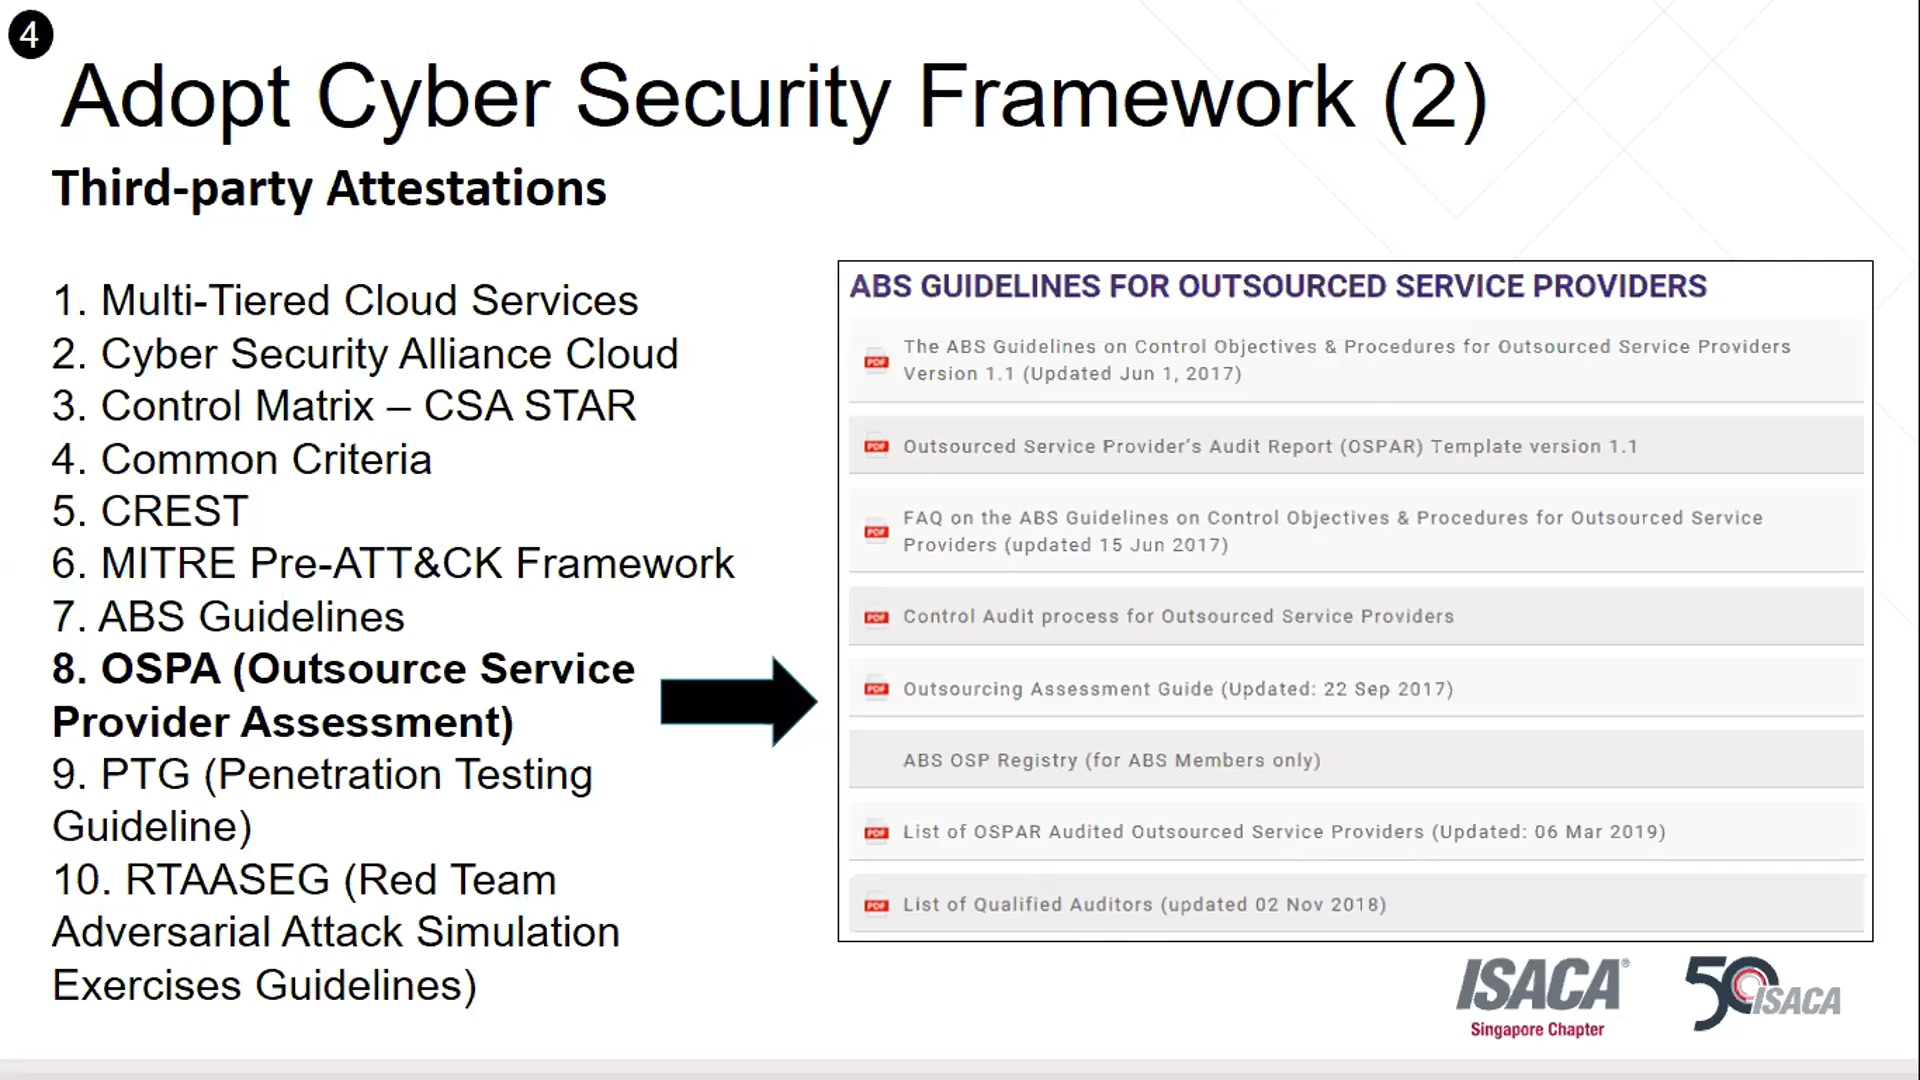 4
Adopt Cyber Security Framework (2)
Third-party Attestations
1. Multi-Tiered Cloud Services
2. Cyber Security Alliance Cloud
3. Control Matrix – CSA STAR
4. Common Criteria
5. CREST
6. MITRE Pre-ATT&CK Framework
7. ABS Guidelines
8. OSPA (Outsource Service
Provider Assessment)
9. PTG (Penetration Testing
Guideline)
10. RTAASEG (Red Team
Adversarial Attack Simulation
Exercises Guidelines)
ABS GUIDELINES FOR OUTSOURCED SERVICE PROVIDERS
PDF The ABS Guidelines on Control Objectives & Procedures for Outsourced Service Providers
Version 1.1 (Updated Jun 1, 2017)
PDF Outsourced Service Provider's Audit Report (OSPAR) Template version 1.1
PDF FAQ on the ABS Guidelines on Control Objectives & Procedures for Outsourced Service
Providers (updated 15 Jun 2017)
PDF Control Audit process for Outsourced Service Providers
PDF Outsourcing Assessment Guide (Updated: 22 Sep 2017)
ABS OSP Registry (for ABS Members only)
PDF List of OSPAR Audited Outsourced Service Providers (Updated: 06 Mar 2019)
PDF List of Qualified Auditors (updated 02 Nov 2018)
ISACA®
Singapore Chapter
50 ISACA